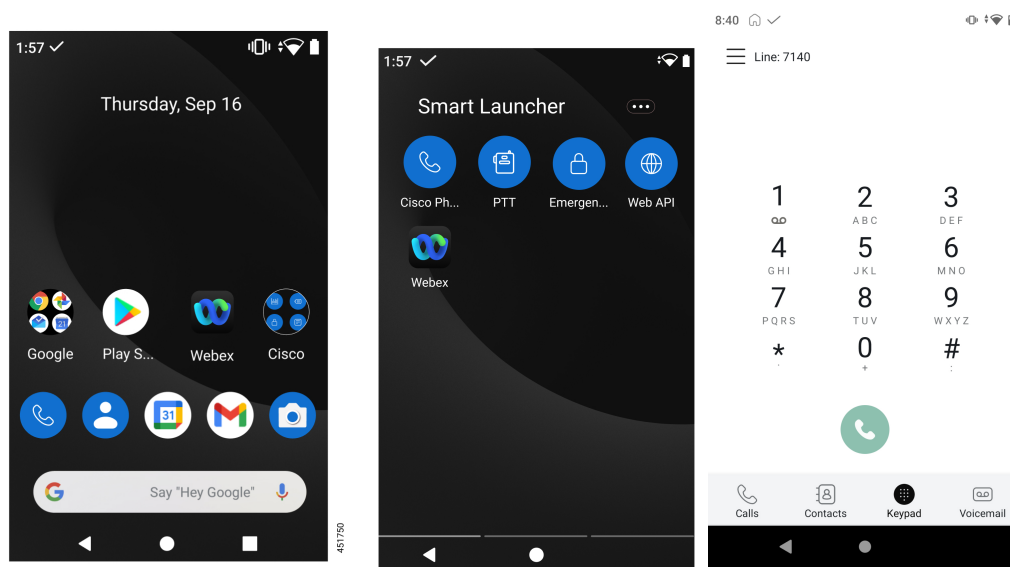 1:57
Thursday, Sep 16
31
Google Play S... Webex Cisco
31
G Say "Hey Google"
451750
1:57
Smart Launcher
Cisco Ph... PTT Emergen... Web API
Webex
8:40
Line: 7140
1 2 3
ABC DEF
4 5 6
GHI JKL MNO
7 8 9
PQRS TUV WXYZ
* 0 #
+
Calls Contacts Keypad Voicemail